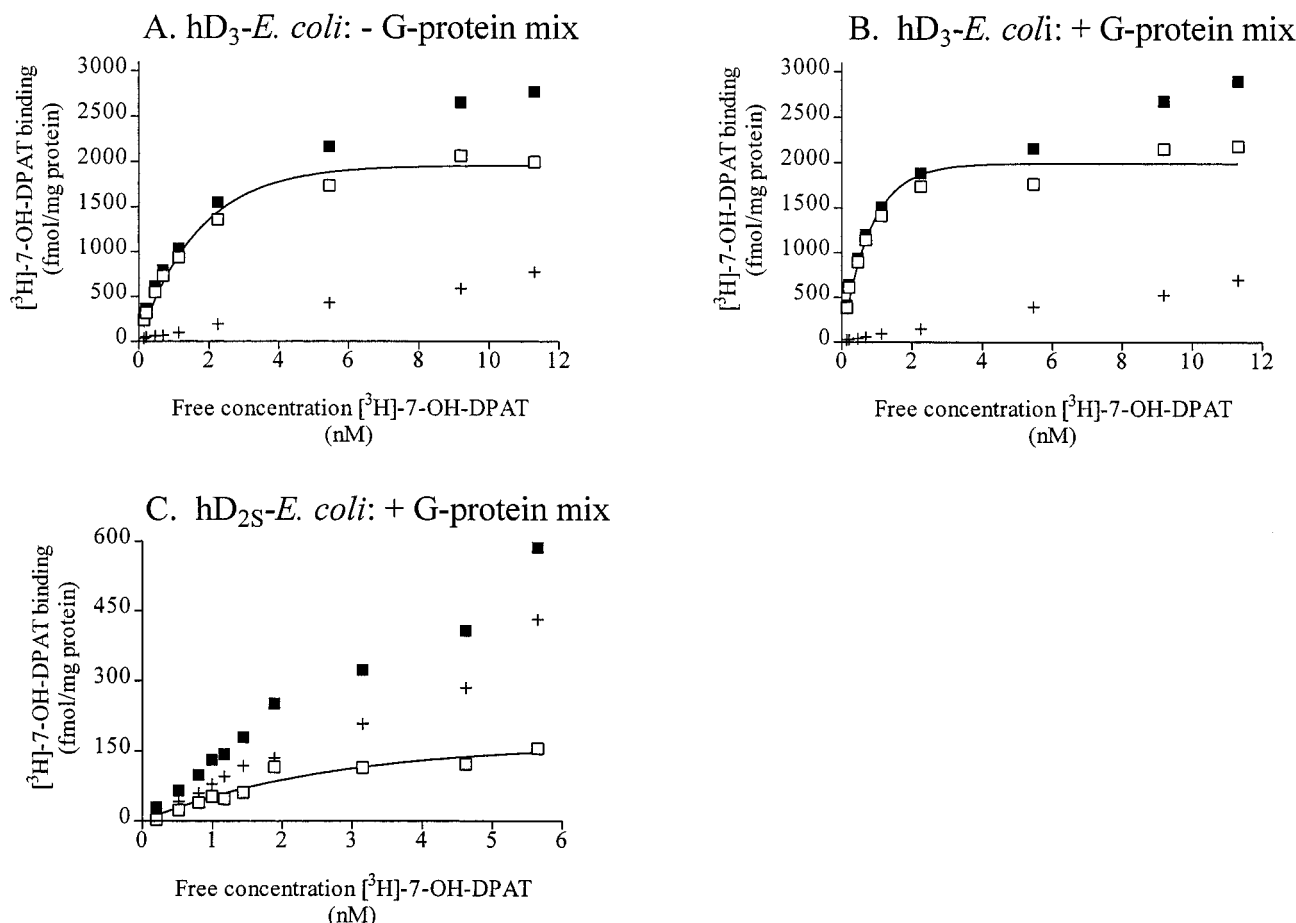 A. hD3-E. coli: - G-protein mix
[3H]-7-OH-DPAT binding
(fmol/mg protein)
3000
2500
2000
1500
1000
500
0
0 2 4 6 8 10 12
Free concentration [3H]-7-OH-DPAT
(nM)
B. hD3-E. coli: + G-protein mix
[3H]-7-OH-DPAT binding
(fmol/mg protein)
3000
2500
2000
1500
1000
500
0
0 2 4 6 8 10 12
Free concentration [3H]-7-OH-DPAT
(nM)
C. hD2S-E. coli: + G-protein mix
[3H]-7-OH-DPAT binding
(fmol/mg protein)
600
450
300
150
0
0 1 2 3 4 5 6
Free concentration [3H]-7-OH-DPAT
(nM)